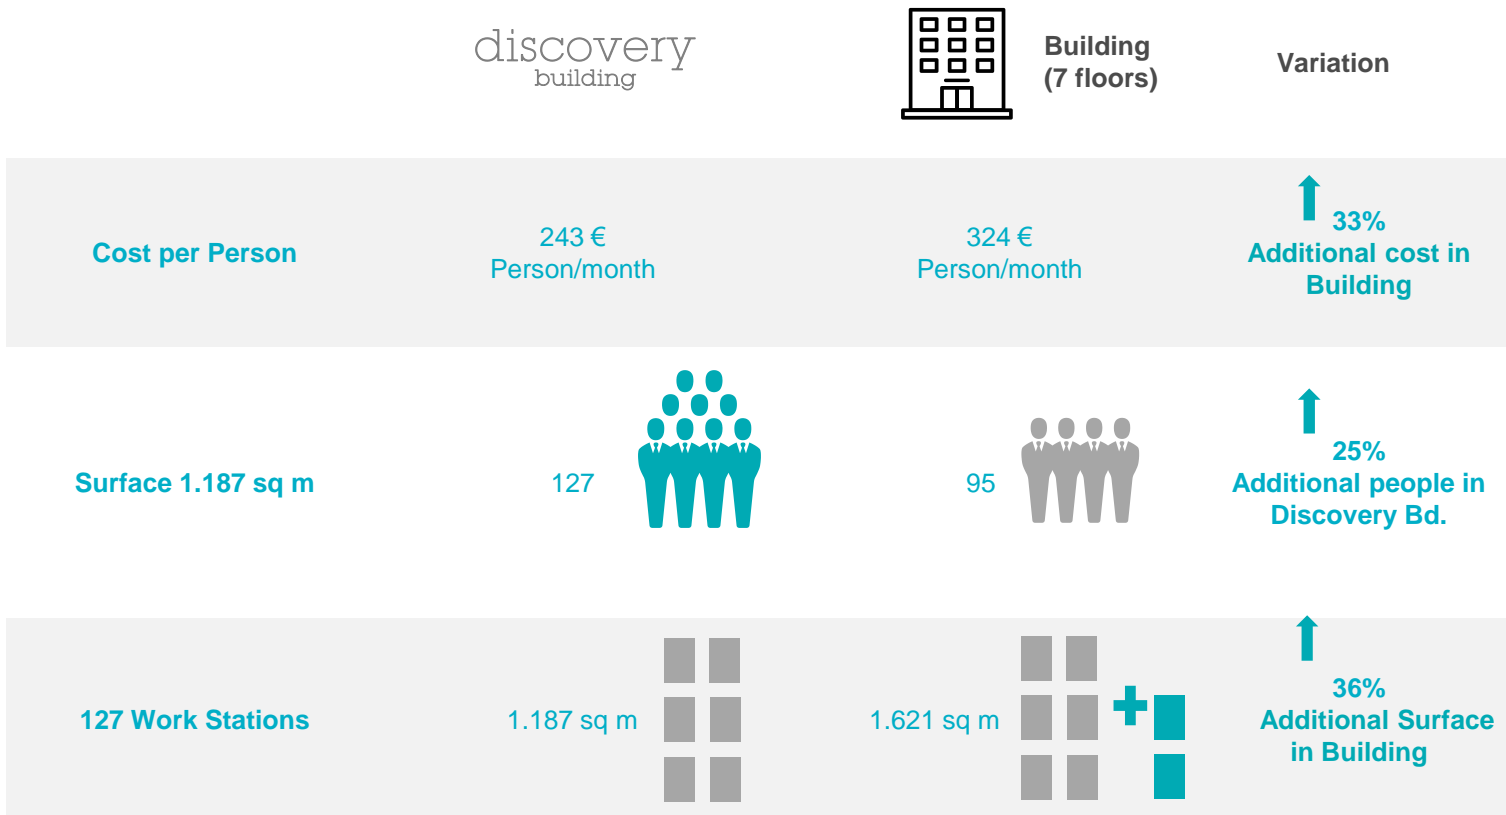 discovery
building
Building
(7 floors)
Variation
Cost per Person
243 €
Person/month
324 €
Person/month
33%
Additional cost in
Building
Surface 1.187 sq m
127
95
25%
Additional people in
Discovery Bd.
127 Work Stations
1.187 sq m
1.621 sq m
36%
Additional Surface
in Building